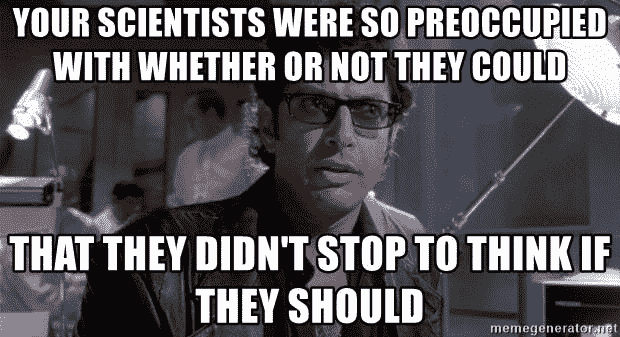 YOUR SCIENTISTS WERE SO PREOCCUPIED
WITH WHETHER OR NOT THEY COULD
THAT THEY DIDN'T STOP TO THINK IF
THEY SHOULD
memegenerator.net